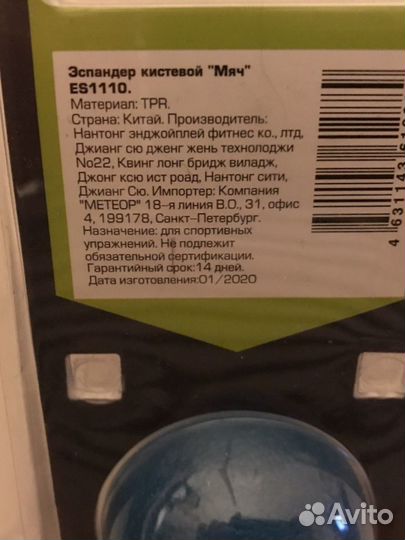 Эспандер кистевой "Мяч"
ES1110.
Материал: TPR.
Страна: Китай. Производитель:
Нантонг энджойплей фитнес ко., лтд,
Джианг сю дженг жень технолоджи
No22, Квинг лонг бридж виладж,
Джонг ксю ист роад, Нантонг сити,
Джианг Сю. Импортер: Компания
"МЕТЕОР" 18-я линия В.О., 31, офис
4, 199178, Санкт-Петербург.
Назначение: для спортивных
упражнений. Не подлежит
обязательной сертификации.
Гарантийный срок: 14 дней.
Дата изготовления:01/2020
Avito